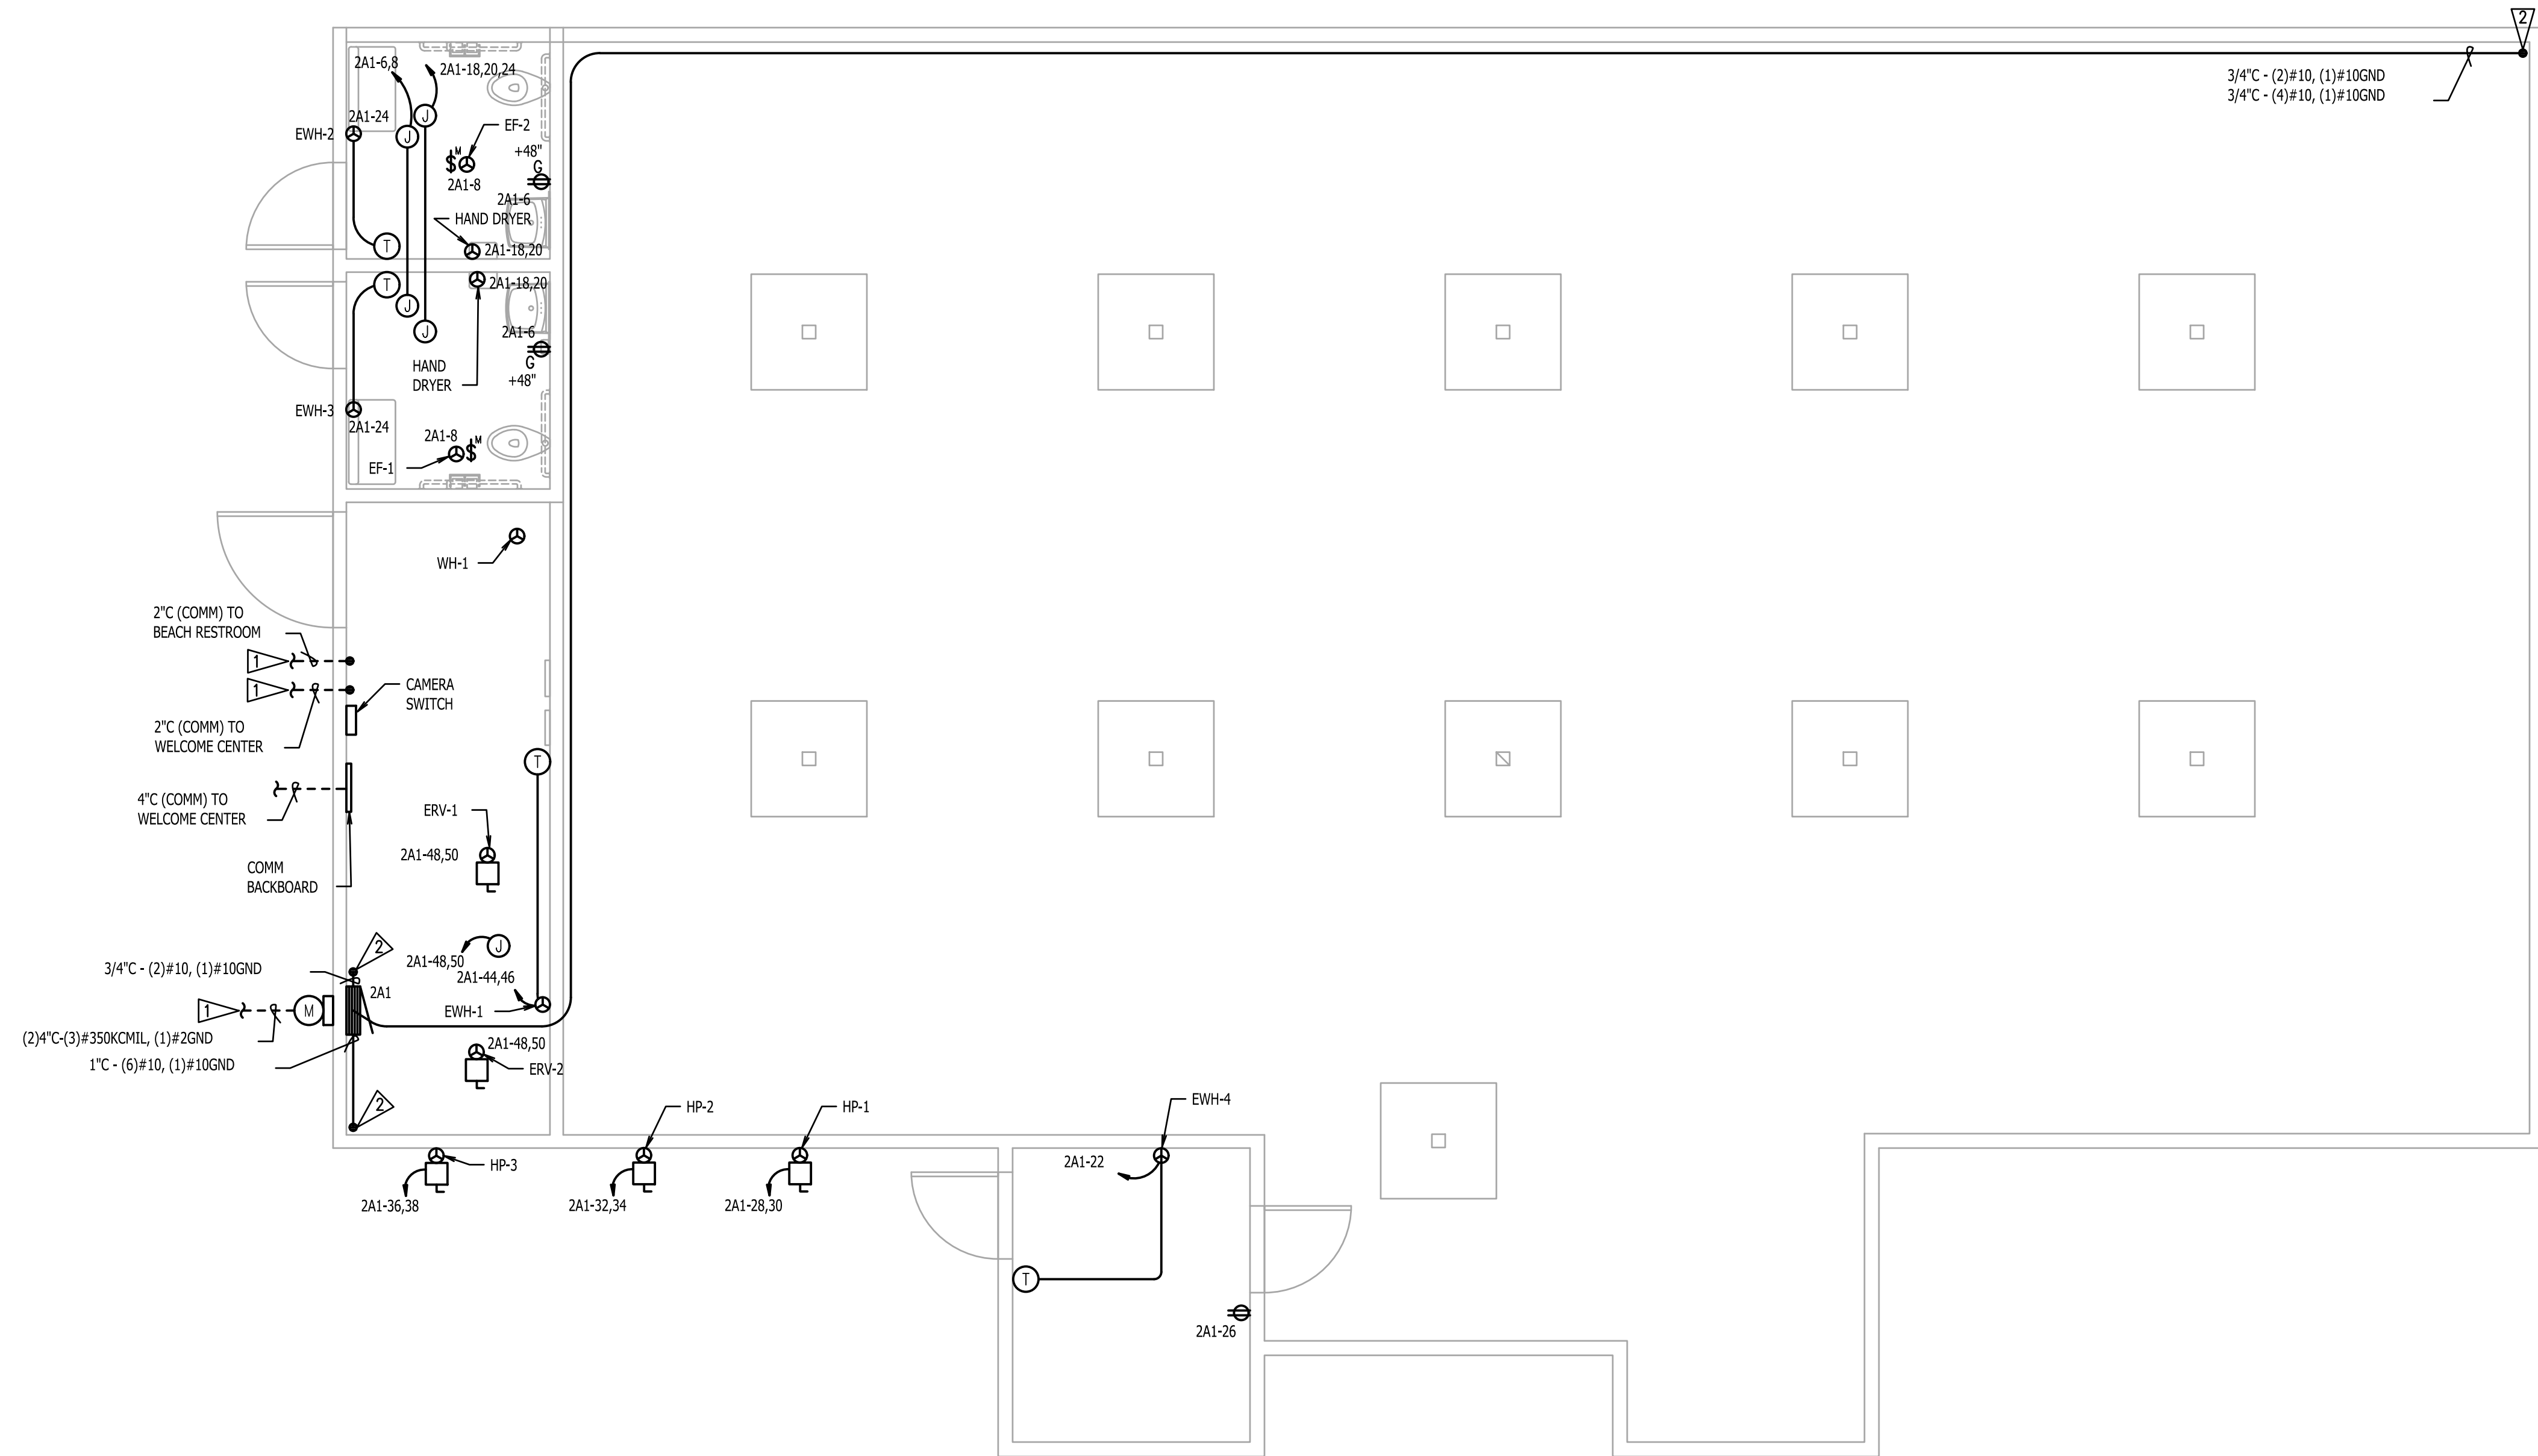 2
3/4"C - (2)#10, (1)#10GND
3/4"C - (4)#10, (1)#10GND
2A1-6,8
2A1-18,20,24
J
2A1-24
EWH-2
J
EF-2
+48"
G
$
M
2A1-8
2A1-6
HAND DRYER
T
2A1-18,20
T
2A1-18,20
J
J
2A1-6
G
+48"
HAND
DRYER
EWH-3
2A1-24
2A1-8
$
M
EF-1
WH-1
2"C (COMM) TO
BEACH RESTROOM
1
1
CAMERA
SWITCH
2"C (COMM) TO
WELCOME CENTER
T
4"C (COMM) TO
WELCOME CENTER
ERV-1
2A1-48,50
COMM
BACKBOARD
2
J
2A1-48,50
2A1-44,46
3/4"C - (2)#10, (1)#10GND
2A1
1
M
EWH-1
(2)4"C-(3)#350KCMIL, (1)#2GND
1"C - (6)#10, (1)#10GND
2A1-48,50
ERV-2
2
HP-2
HP-1
EWH-4
HP-3
2A1-22
2A1-36,38
2A1-32,34
2A1-28,30
T
2A1-26